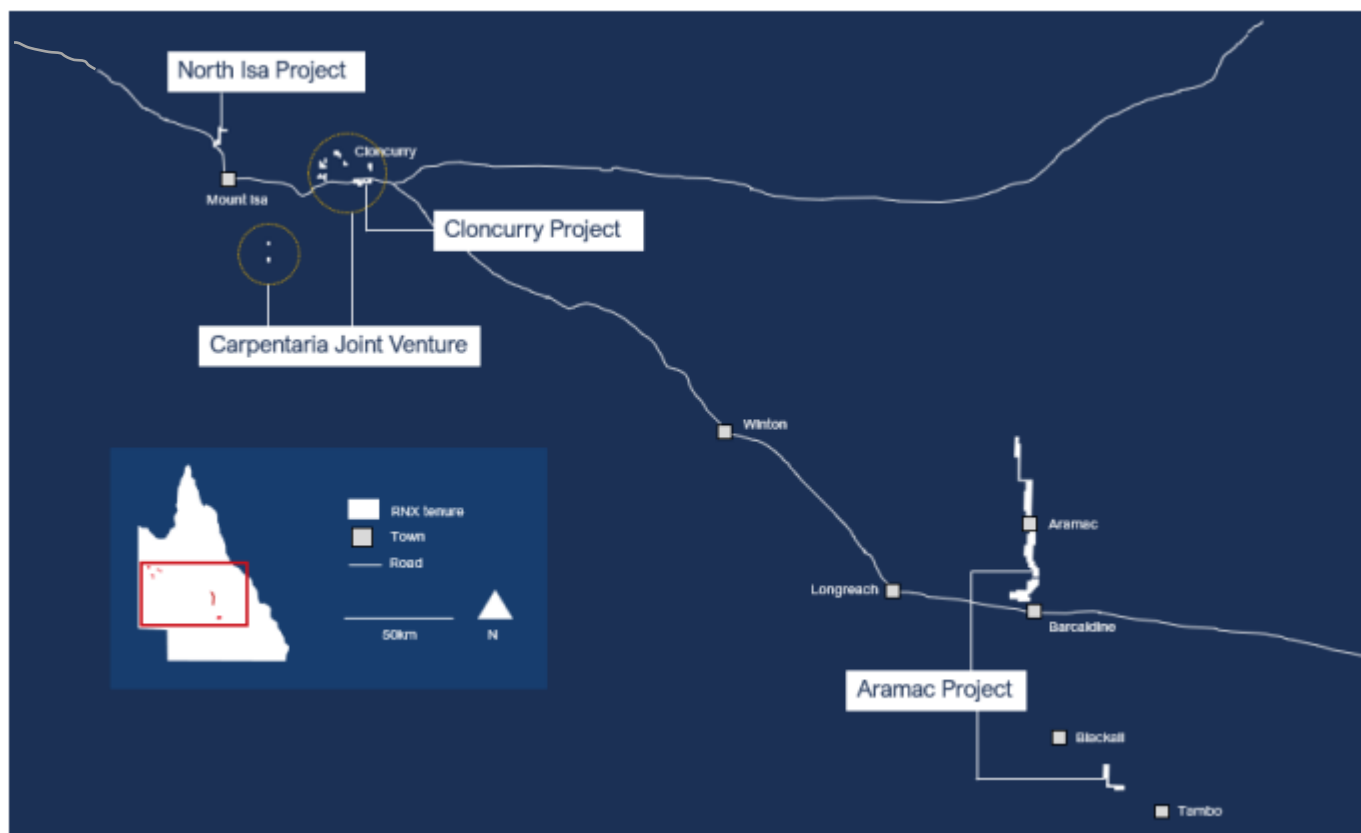 North Isa Project
Cloncurry
Mount Isa
Cloncurry Project
Carpentaria Joint Venture
Winton
RNX tenure
Town
Road
50km
N
Aramac
Longreach
Barcaldine
Aramac Project
Blackall
Tambo